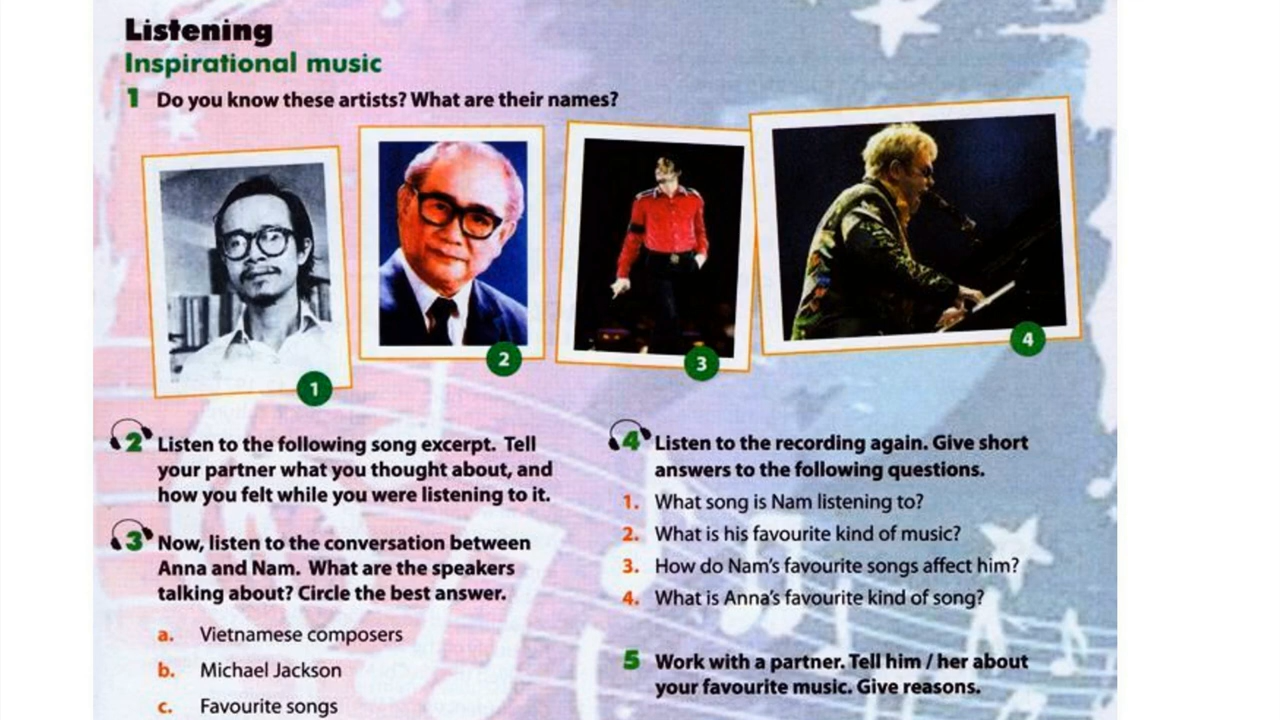 Listening
Inspirational music
1 Do you know these artists? What are their names?
1
2
3
4
2 Listen to the following song excerpt. Tell
your partner what you thought about, and
how you felt while you were listening to it.
3 Now, listen to the conversation between
Anna and Nam. What are the speakers
talking about? Circle the best answer.
a. Vietnamese composers
b. Michael Jackson
c. Favourite songs
4 Listen to the recording again. Give short
answers to the following questions.
1. What song is Nam listening to?
2. What is his favourite kind of music?
3. How do Nam's favourite songs affect him?
4. What is Anna's favourite kind of song?
5 Work with a partner. Tell him / her about
your favourite music. Give reasons.